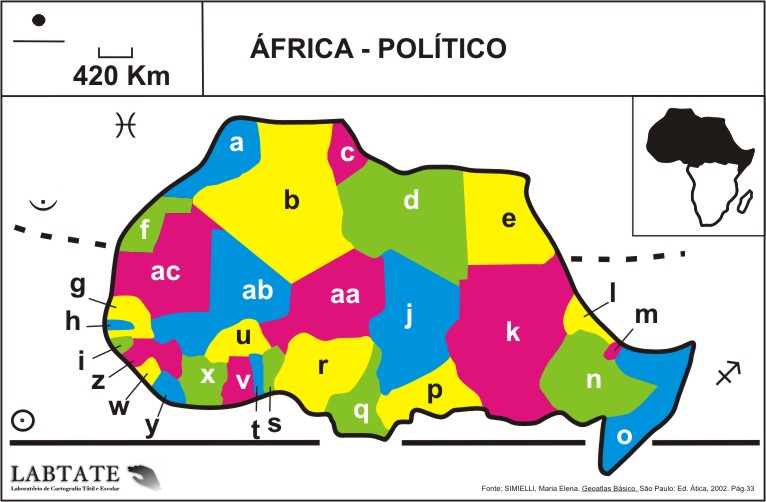 ÁFRICA - POLÍTICO
420 Km
a
c
b
d
e
f
ac
g
ab
aa
j
l
h
m
k
u
i
z
x
v
r
n
w
p
q
y
t
s
o
LABTATE
Laboratório de Cartografia Tátil e Escolar
Fonte: SIMIELLI, Maria Elena. Geoatlas Básico. São Paulo: Ed. Ática, 2002. Pág.33